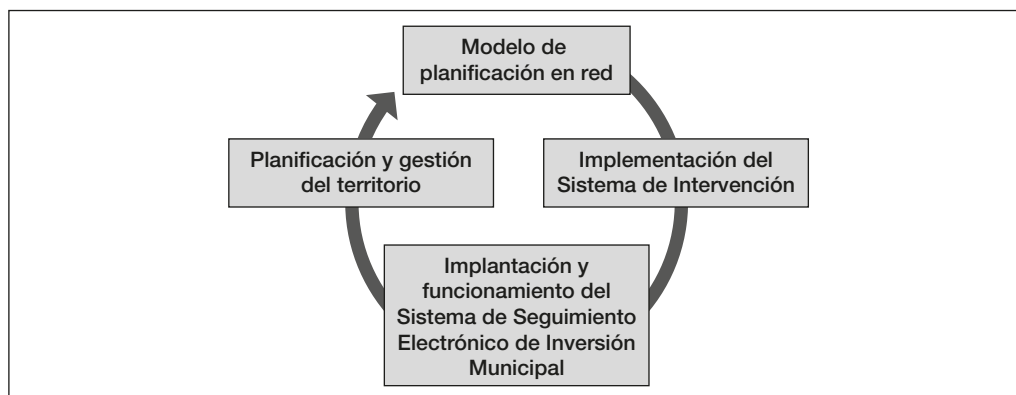 Modelo de
planificación en red
Planificación y gestión
del territorio
Implementación del
Sistema de Intervención
Implantación y
funcionamiento del
Sistema de Seguimiento
Electrónico de Inversión
Municipal